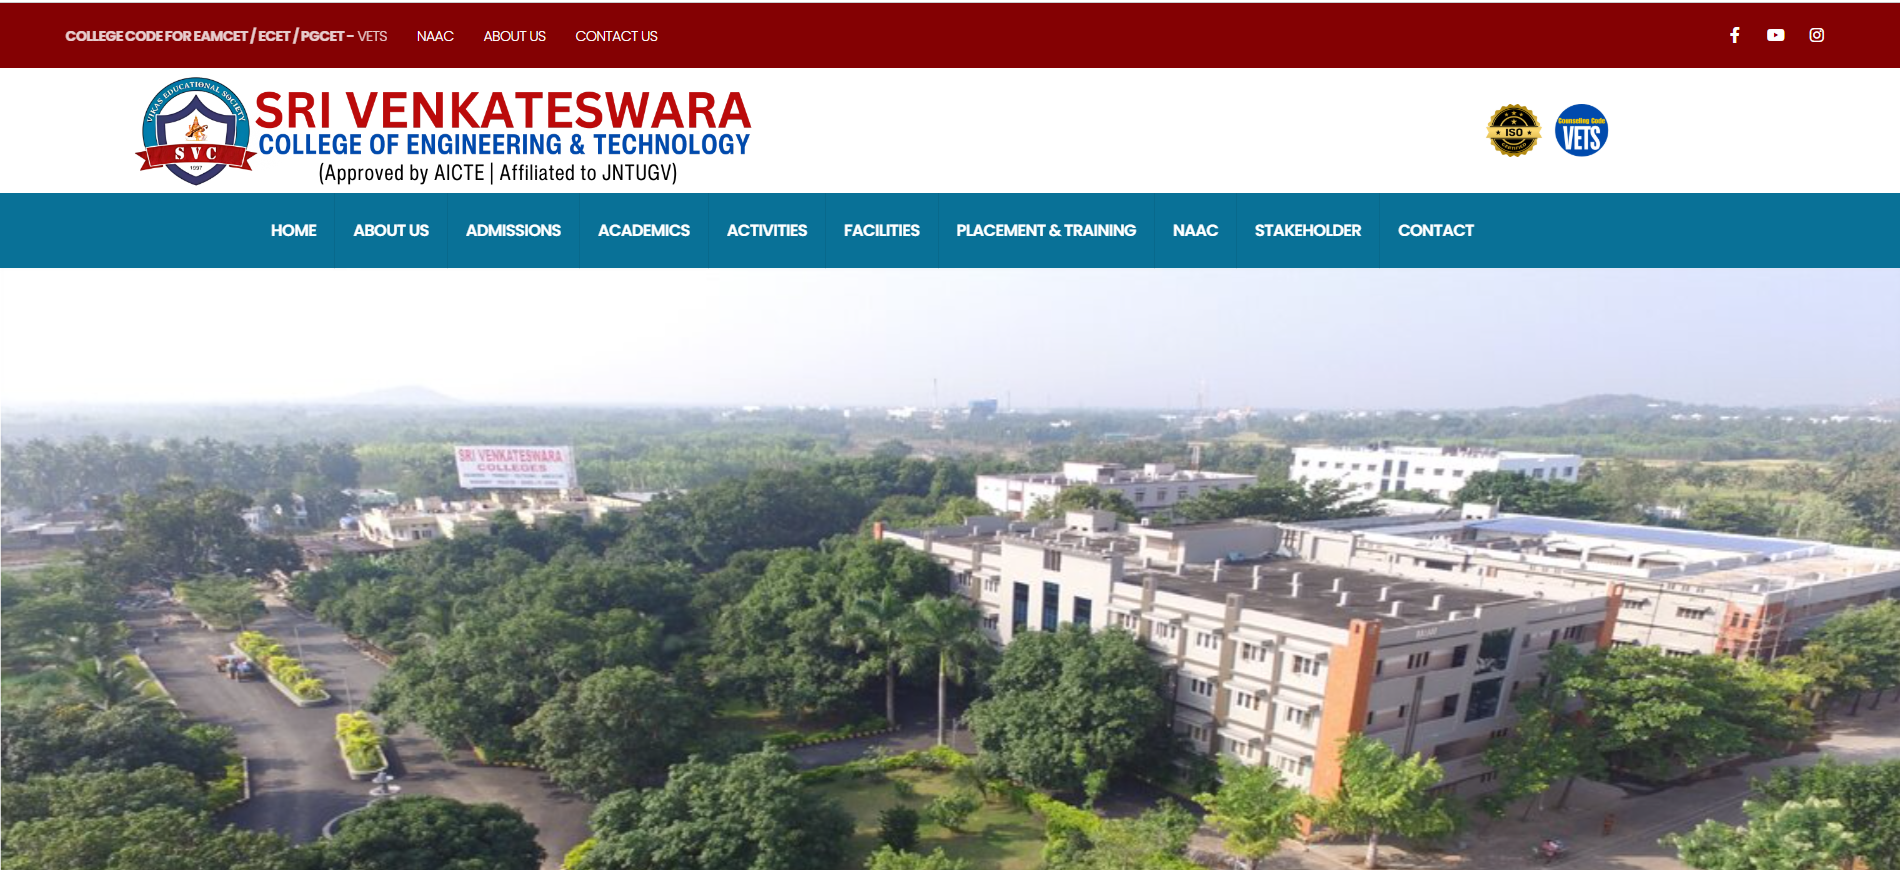 COLLEGE CODE FOR EAMCET / ECET / PGCET - VETS NAAC ABOUT US CONTACT US
VIKAS EDUCATIONAL SOCIETY
SVC
1997
SRI VENKATESWARA
COLLEGE OF ENGINEERING & TECHNOLOGY
(Approved by AICTE | Affiliated to JNTUGV)
ISO
CERTIFIED
Counseling Code
VETS
HOME ABOUT US ADMISSIONS ACADEMICS ACTIVITIES FACILITIES PLACEMENT & TRAINING NAAC STAKEHOLDER CONTACT
SRI VENKATESWARA
COLLEGES